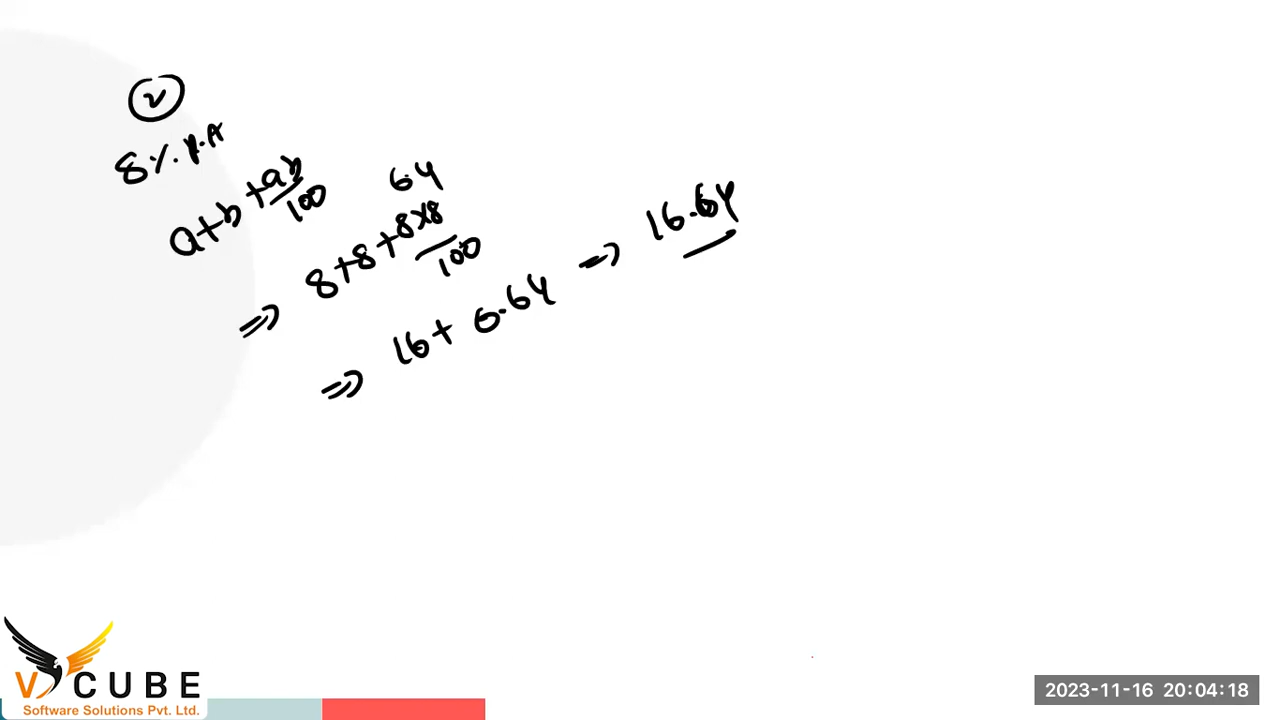 2
8%. P.A
a+b+ab/100
64
⇒ 8+8+8×8/100
⇒ 16+0.64 ⇒ 16.64
V CUBE
Software Solutions Pvt. Ltd.
2023-11-16 20:04:18